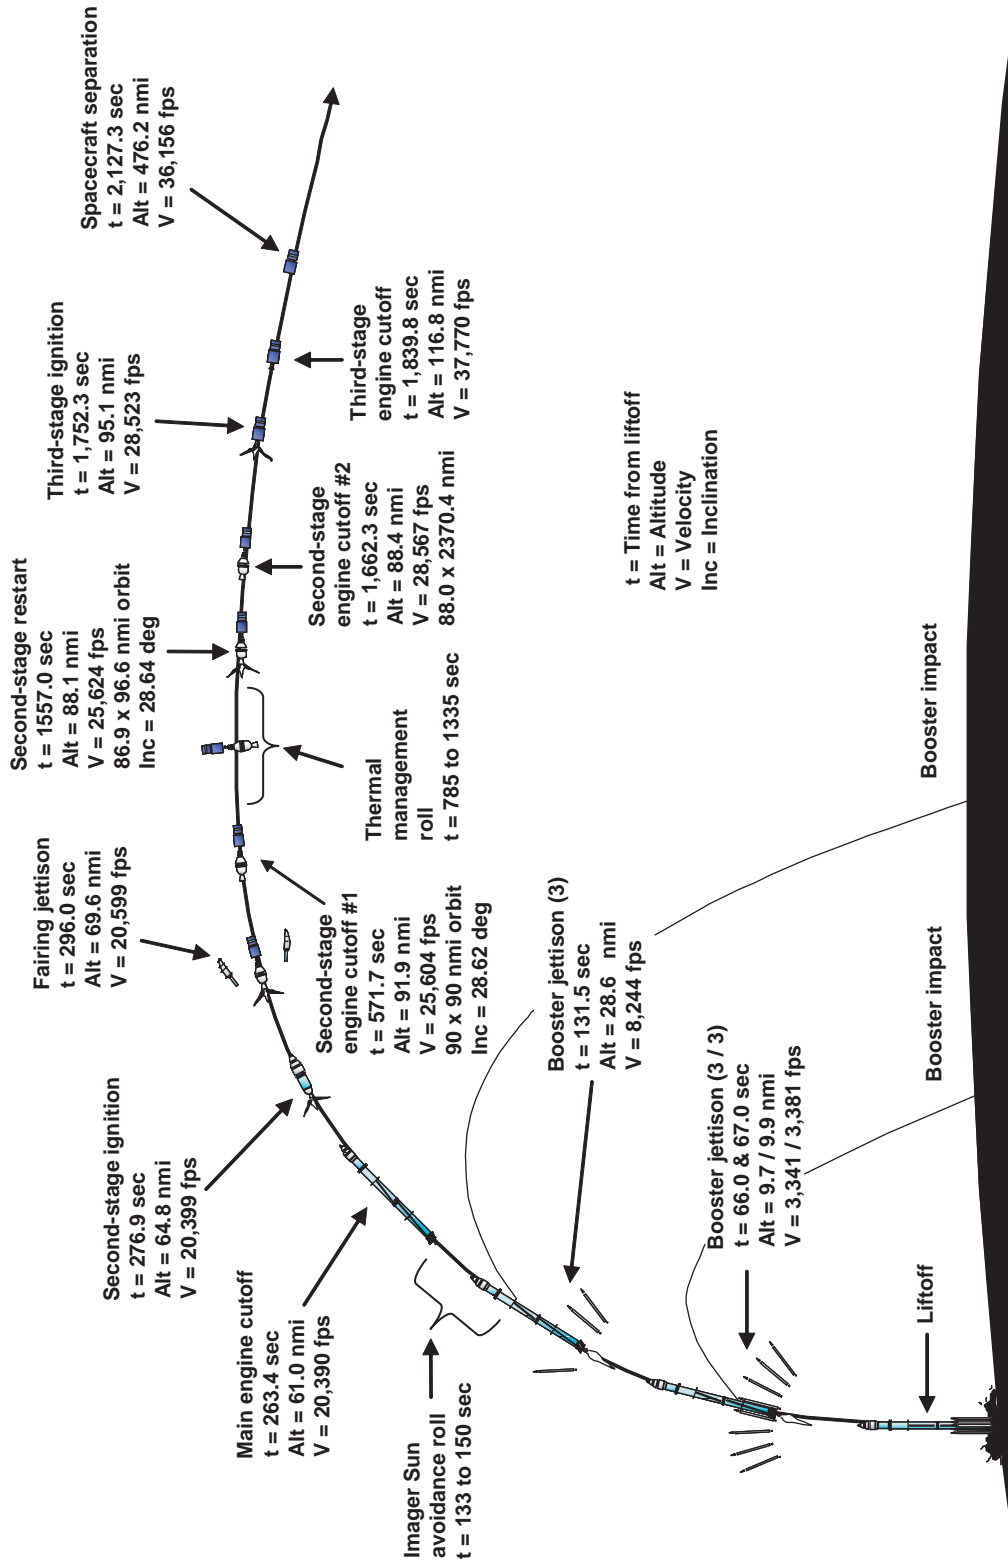 Liftoff
Booster jettison (3 / 3)
t = 66.0 & 67.0 sec
Alt = 9.7 / 9.9 nmi
V = 3,341 / 3,381 fps
Booster impact
Booster jettison (3)
t = 131.5 sec
Alt = 28.6 nmi
V = 8,244 fps
Booster impact
Imager Sun
avoidance roll
t = 133 to 150 sec
Main engine cutoff
t = 263.4 sec
Alt = 61.0 nmi
V = 20,390 fps
Second-stage ignition
t = 276.9 sec
Alt = 64.8 nmi
V = 20,399 fps
Fairing jettison
t = 296.0 sec
Alt = 69.6 nmi
V = 20,599 fps
Second-stage
engine cutoff #1
t = 571.7 sec
Alt = 91.9 nmi
V = 25,604 fps
90 x 90 nmi orbit
Inc = 28.62 deg
Thermal
management
roll
t = 785 to 1335 sec
Second-stage restart
t = 1557.0 sec
Alt = 88.1 nmi
V = 25,624 fps
86.9 x 96.6 nmi orbit
Inc = 28.64 deg
Second-stage
engine cutoff #2
t = 1,662.3 sec
Alt = 88.4 nmi
V = 28,567 fps
88.0 x 2370.4 nmi
Third-stage ignition
t = 1,752.3 sec
Alt = 95.1 nmi
V = 28,523 fps
Third-stage
engine cutoff
t = 1,839.8 sec
Alt = 116.8 nmi
V = 37,770 fps
Spacecraft separation
t = 2,127.3 sec
Alt = 476.2 nmi
V = 36,156 fps
t = Time from liftoff
Alt = Altitude
V = Velocity
Inc = Inclination